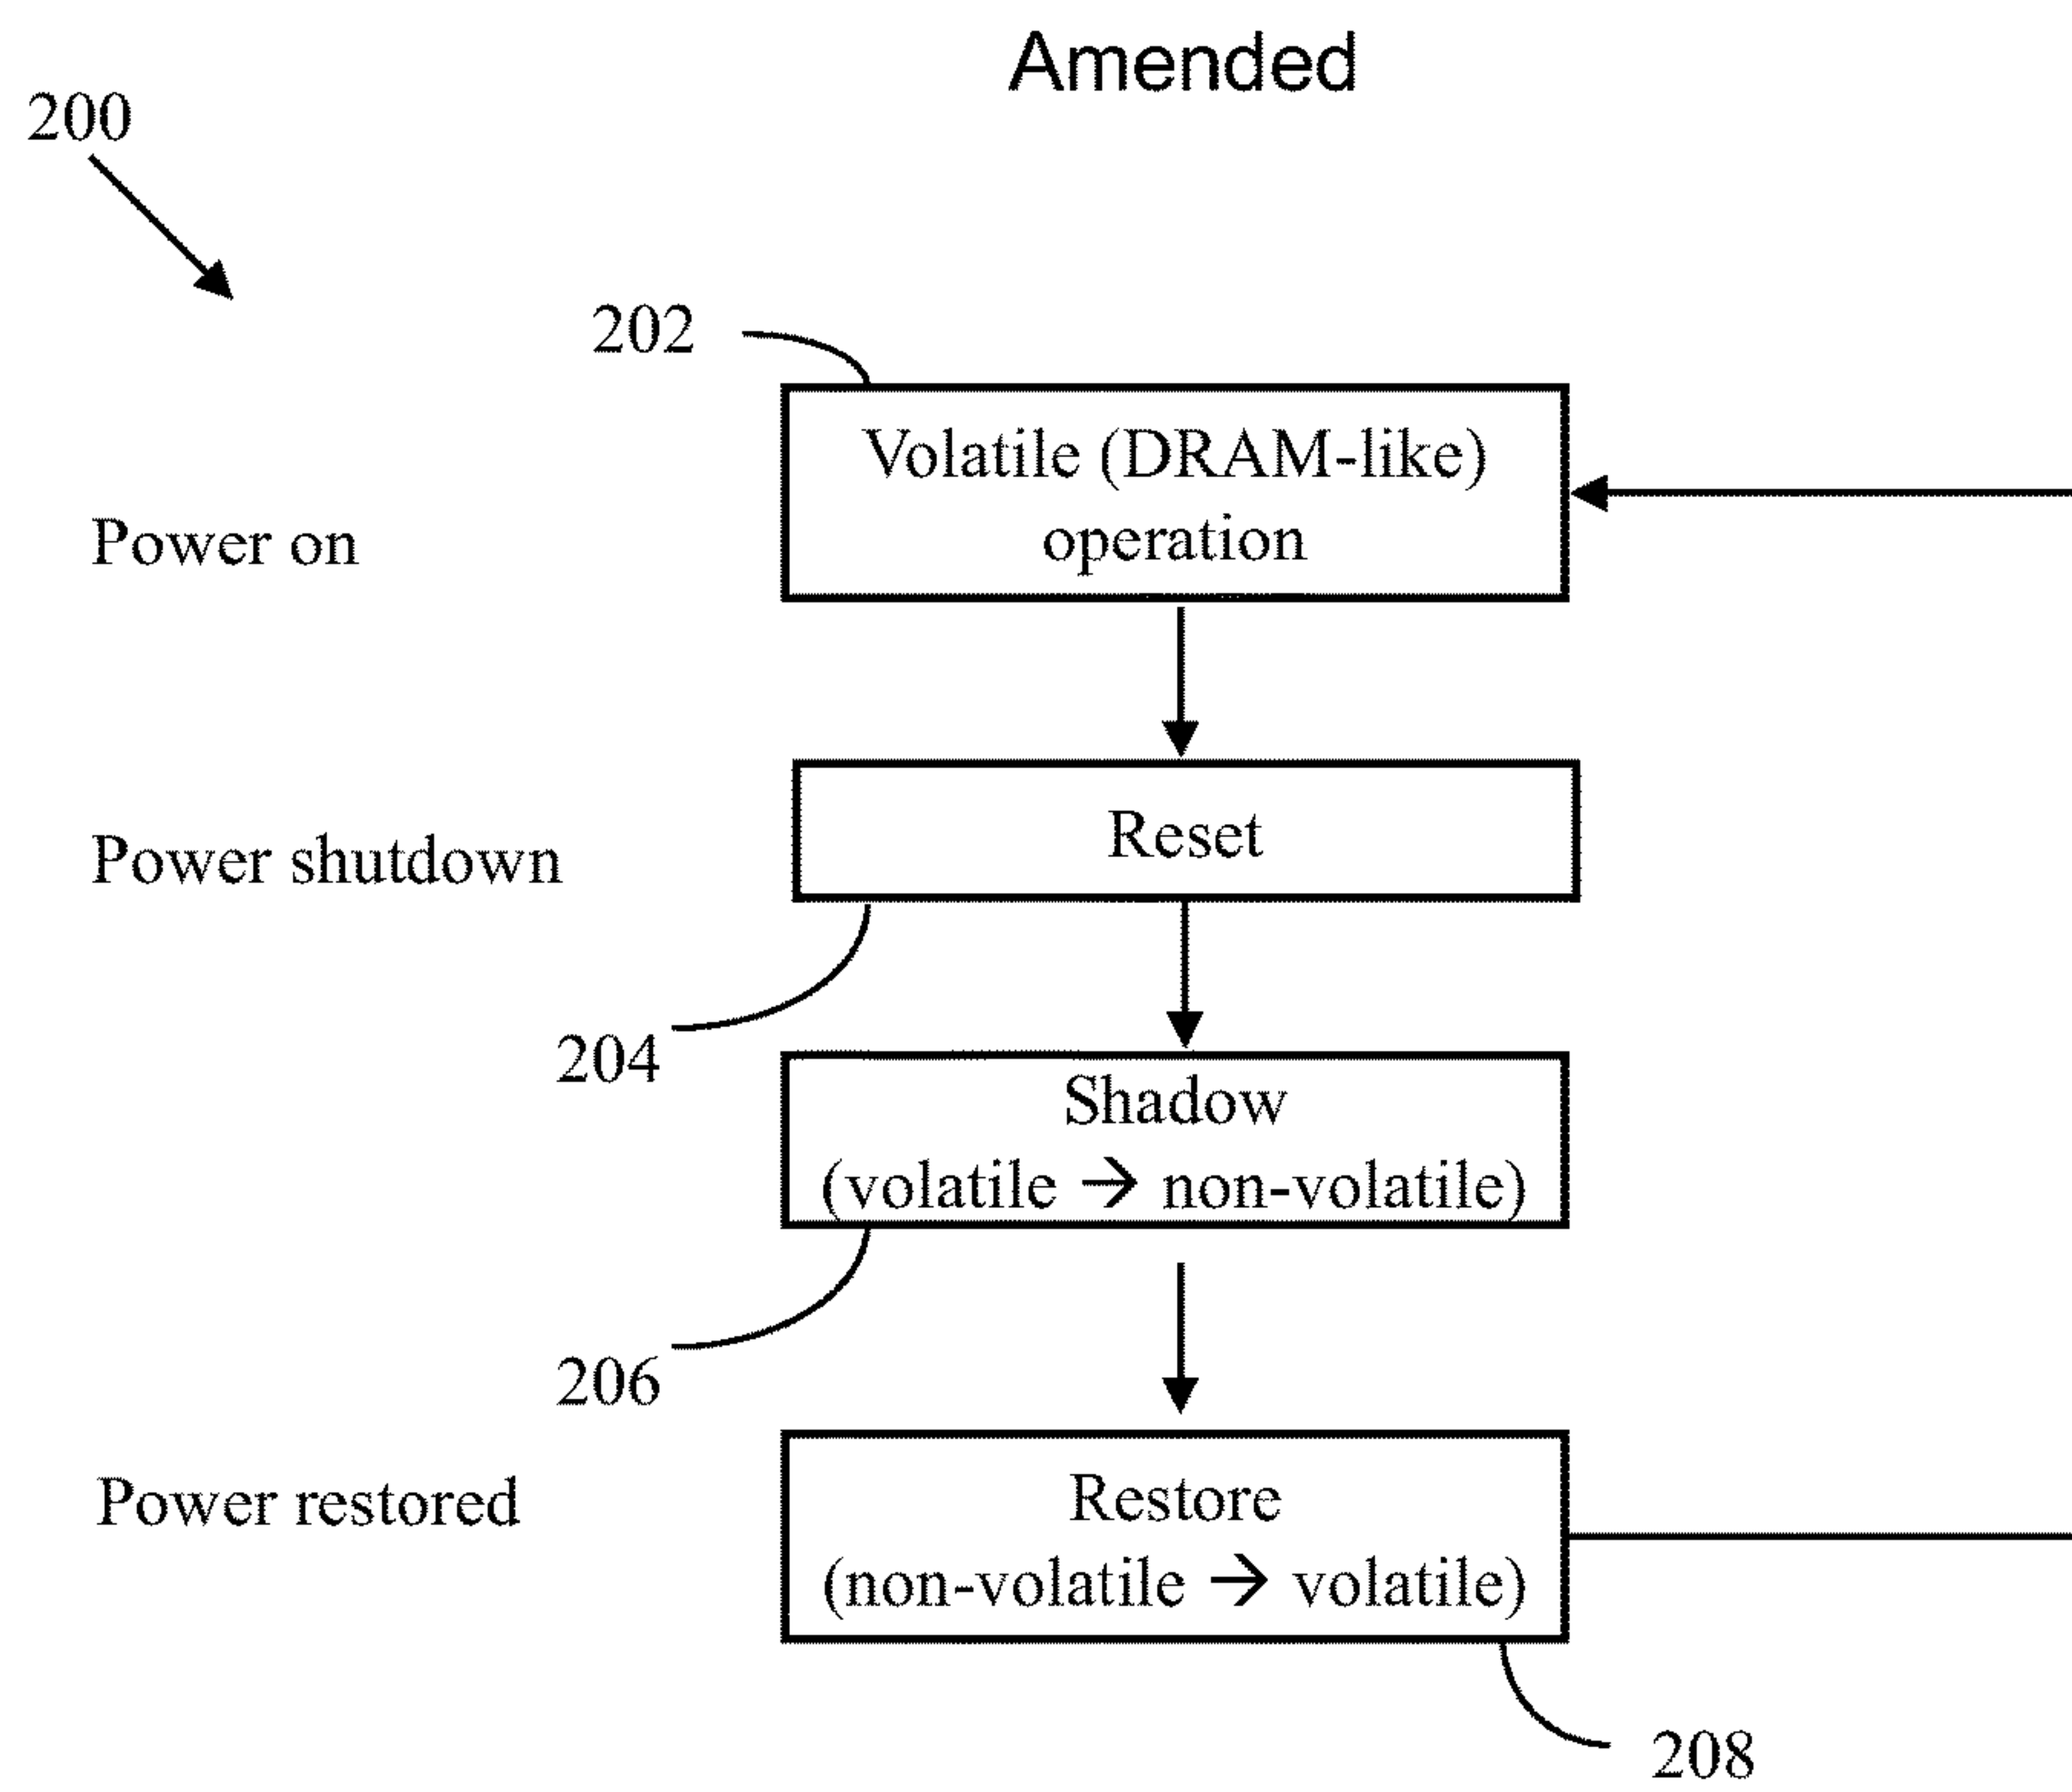 Amended
200
202
Volatile (DRAM-like)
operation
Power on
Reset
Power shutdown
204
Shadow
(volatile → non-volatile)
206
Restore
Power restored
(non-volatile → volatile)
208